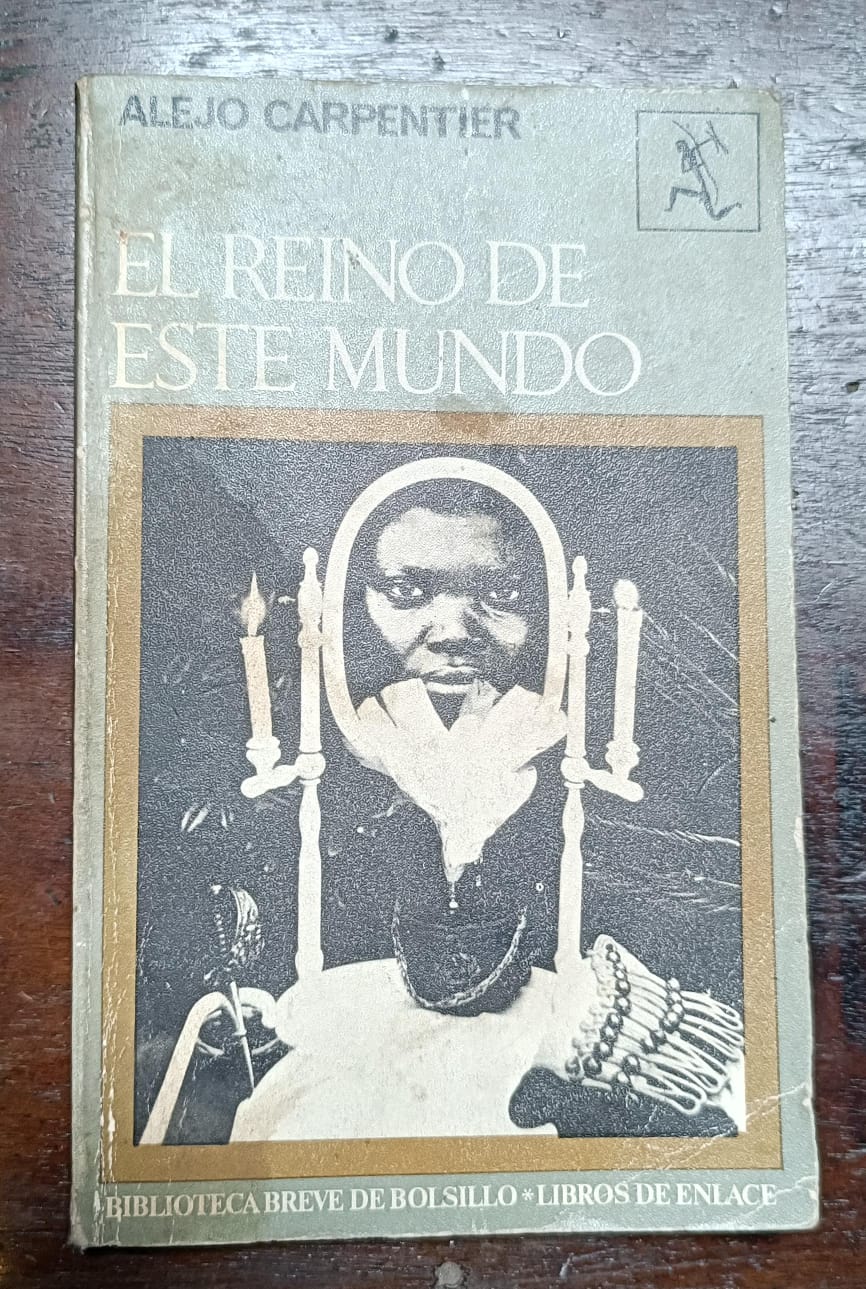 ALEJO CARPENTIER
EL REINO DE
ESTE MUNDO
BIBLIOTECA BREVE DE BOLSILLO * LIBROS DE ENLACE